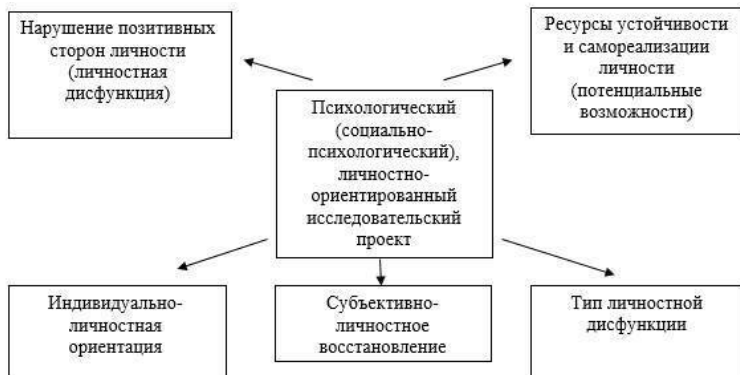 Нарушение позитивных
сторон личности
(личностная
дисфункция)
Ресурсы устойчивости
и самореализации
личности
(потенциальные
возможности)
Психологический
(социально-
психологический),
личностно-
ориентированный
исследовательский
проект
Индивидуально-
личностная
ориентация
Субъективно-
личностное
восстановление
Тип личностной
дисфункции